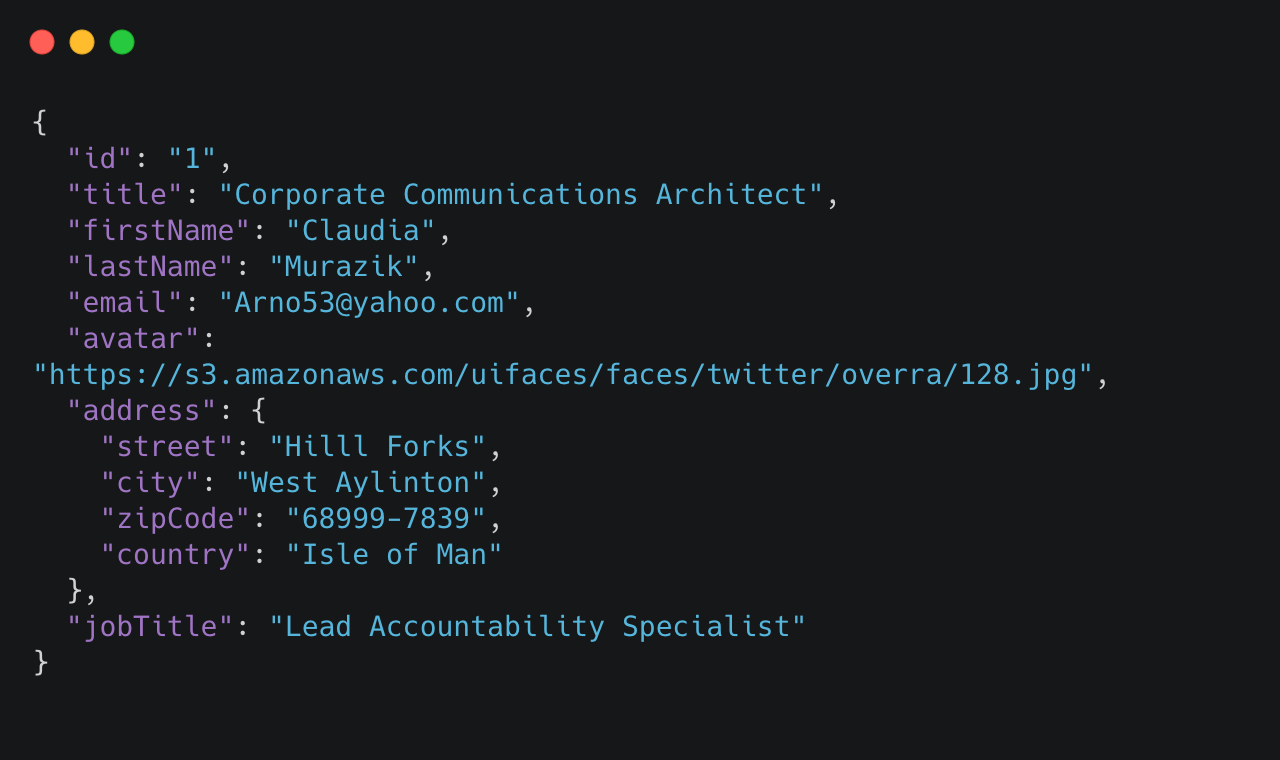 {
  "id": "1",
  "title": "Corporate Communications Architect",
  "firstName": "Claudia",
  "lastName": "Murazik",
  "email": "Arno53@yahoo.com",
  "avatar":
"https://s3.amazonaws.com/uifaces/faces/twitter/overra/128.jpg",
  "address": {
    "street": "Hilll Forks",
    "city": "West Aylinton",
    "zipCode": "68999-7839",
    "country": "Isle of Man"
  },
  "jobTitle": "Lead Accountability Specialist"
}